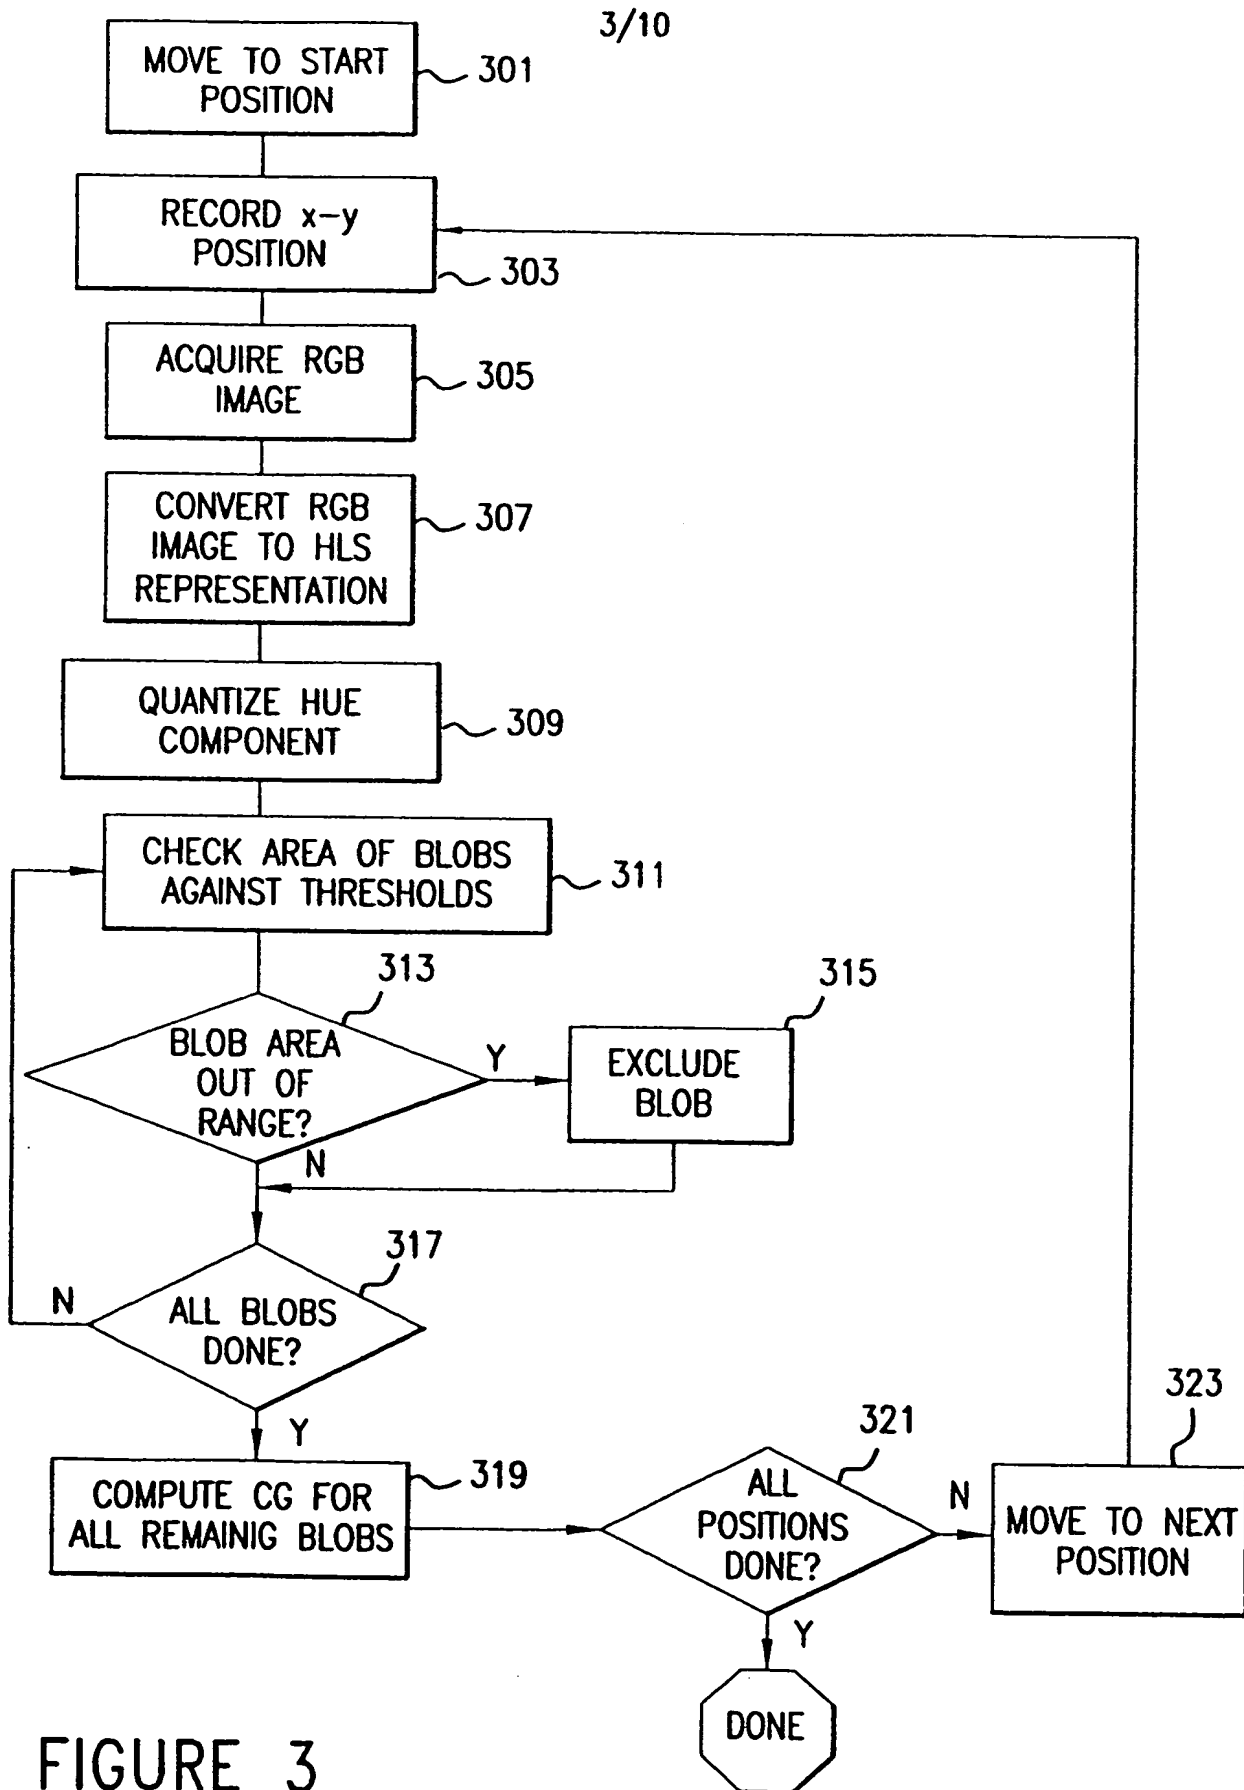 3/10
MOVE TO START
POSITION
301
RECORD x-y
POSITION
303
ACQUIRE RGB
IMAGE
305
CONVERT RGB
IMAGE TO HLS
REPRESENTATION
307
QUANTIZE HUE
COMPONENT
309
CHECK AREA OF BLOBS
AGAINST THRESHOLDS
311
313
BLOB AREA
OUT OF
RANGE?
Y
N
315
EXCLUDE
BLOB
317
ALL BLOBS
DONE?
N
Y
COMPUTE CG FOR
ALL REMAINIG BLOBS
319
321
ALL
POSITIONS
DONE?
N
Y
323
MOVE TO NEXT
POSITION
DONE
FIGURE 3